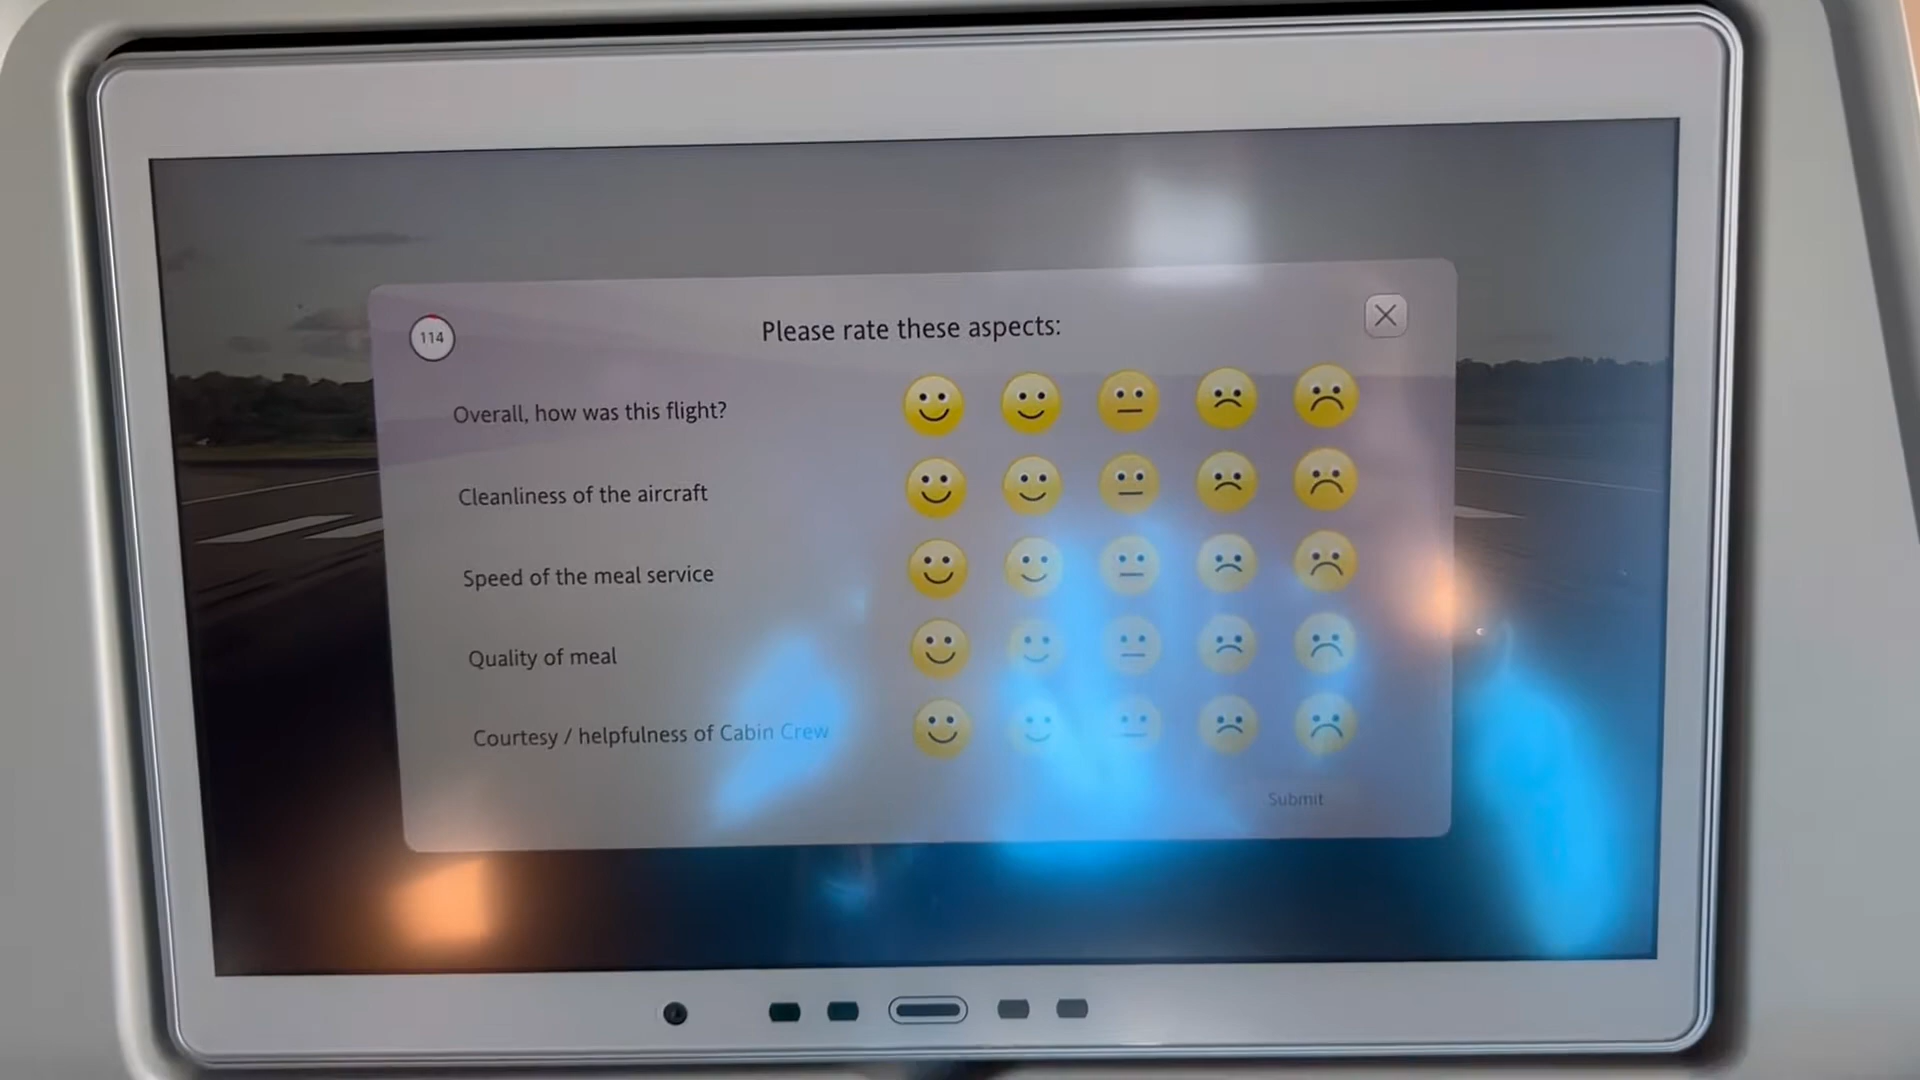 114
Please rate these aspects:
Overall, how was this flight?
Cleanliness of the aircraft
Speed of the meal service
Quality of meal
Courtesy / helpfulness of Cabin Crew
Submit